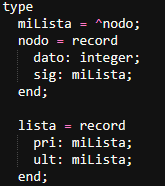 type
  miLista = ^nodo;
  nodo = record
    dato: integer;
    sig: miLista;
  end;

  lista = record
    pri: miLista;
    ult: miLista;
  end;